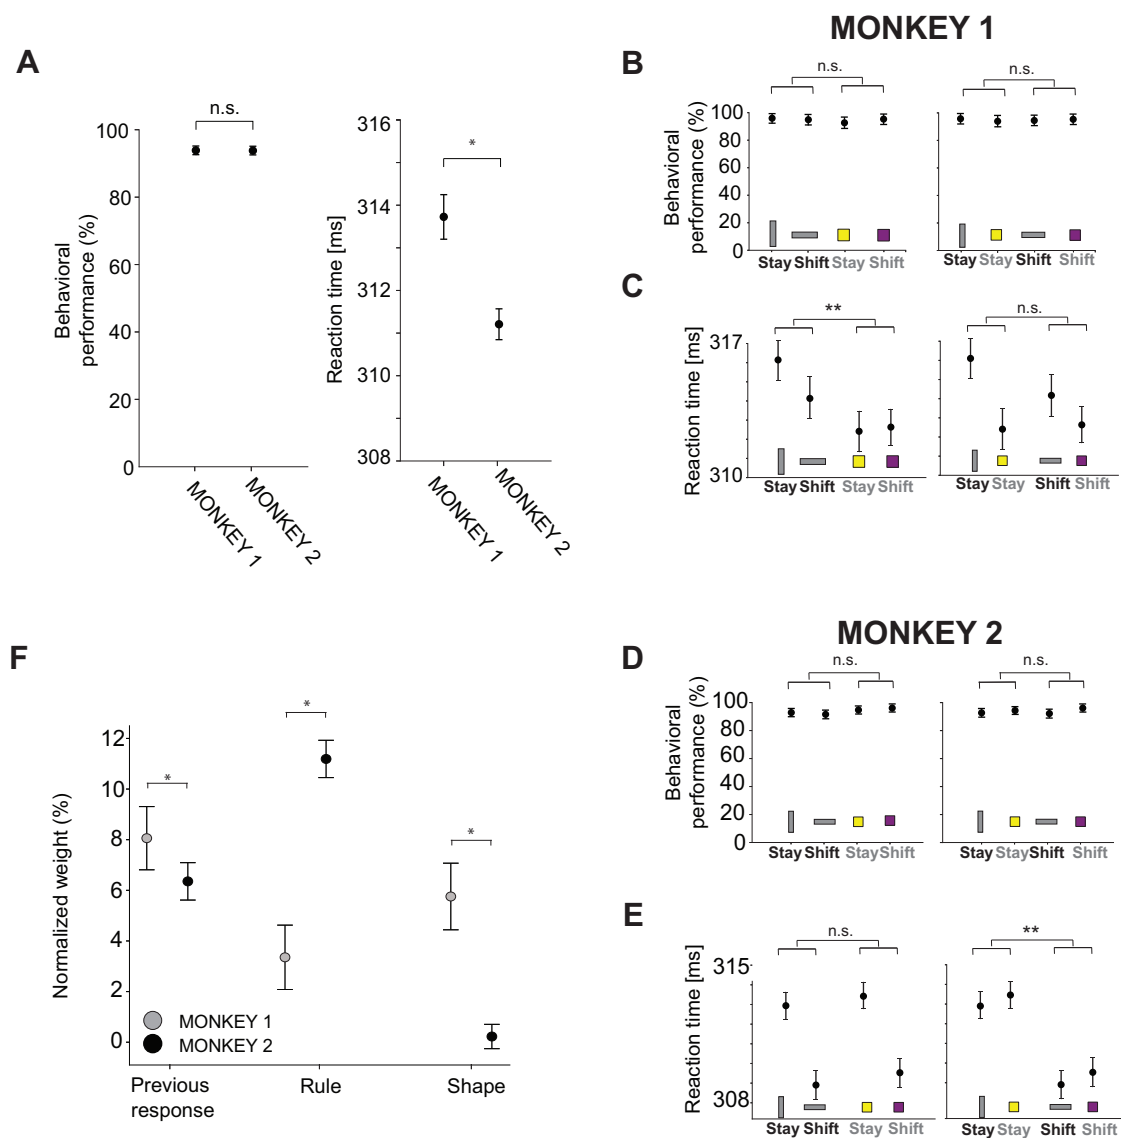 MONKEY 1
A
n.s.
Behavioral
performance (%)
100
80
60
40
20
0
MONKEY 1
MONKEY 2
*
Reaction time [ms]
316
314
312
310
308
MONKEY 1
MONKEY 2
B
n.s.
n.s.
Behavioral
performance (%)
100
80
60
40
20
0
Stay Shift Stay Shift
Stay Stay Shift Shift
C
**
n.s.
Reaction time [ms]
317
310
Stay Shift Stay Shift
Stay Stay Shift Shift
MONKEY 2
D
n.s.
n.s.
Behavioral
performance (%)
100
80
60
40
20
0
Stay Shift Stay Shift
Stay Stay Shift Shift
E
n.s.
**
Reaction time [ms]
315
308
Stay Shift Stay Shift
Stay Stay Shift Shift
F
*
*
*
Normalized weight (%)
12
10
8
6
4
2
0
MONKEY 1
MONKEY 2
Previous
response
Rule
Shape